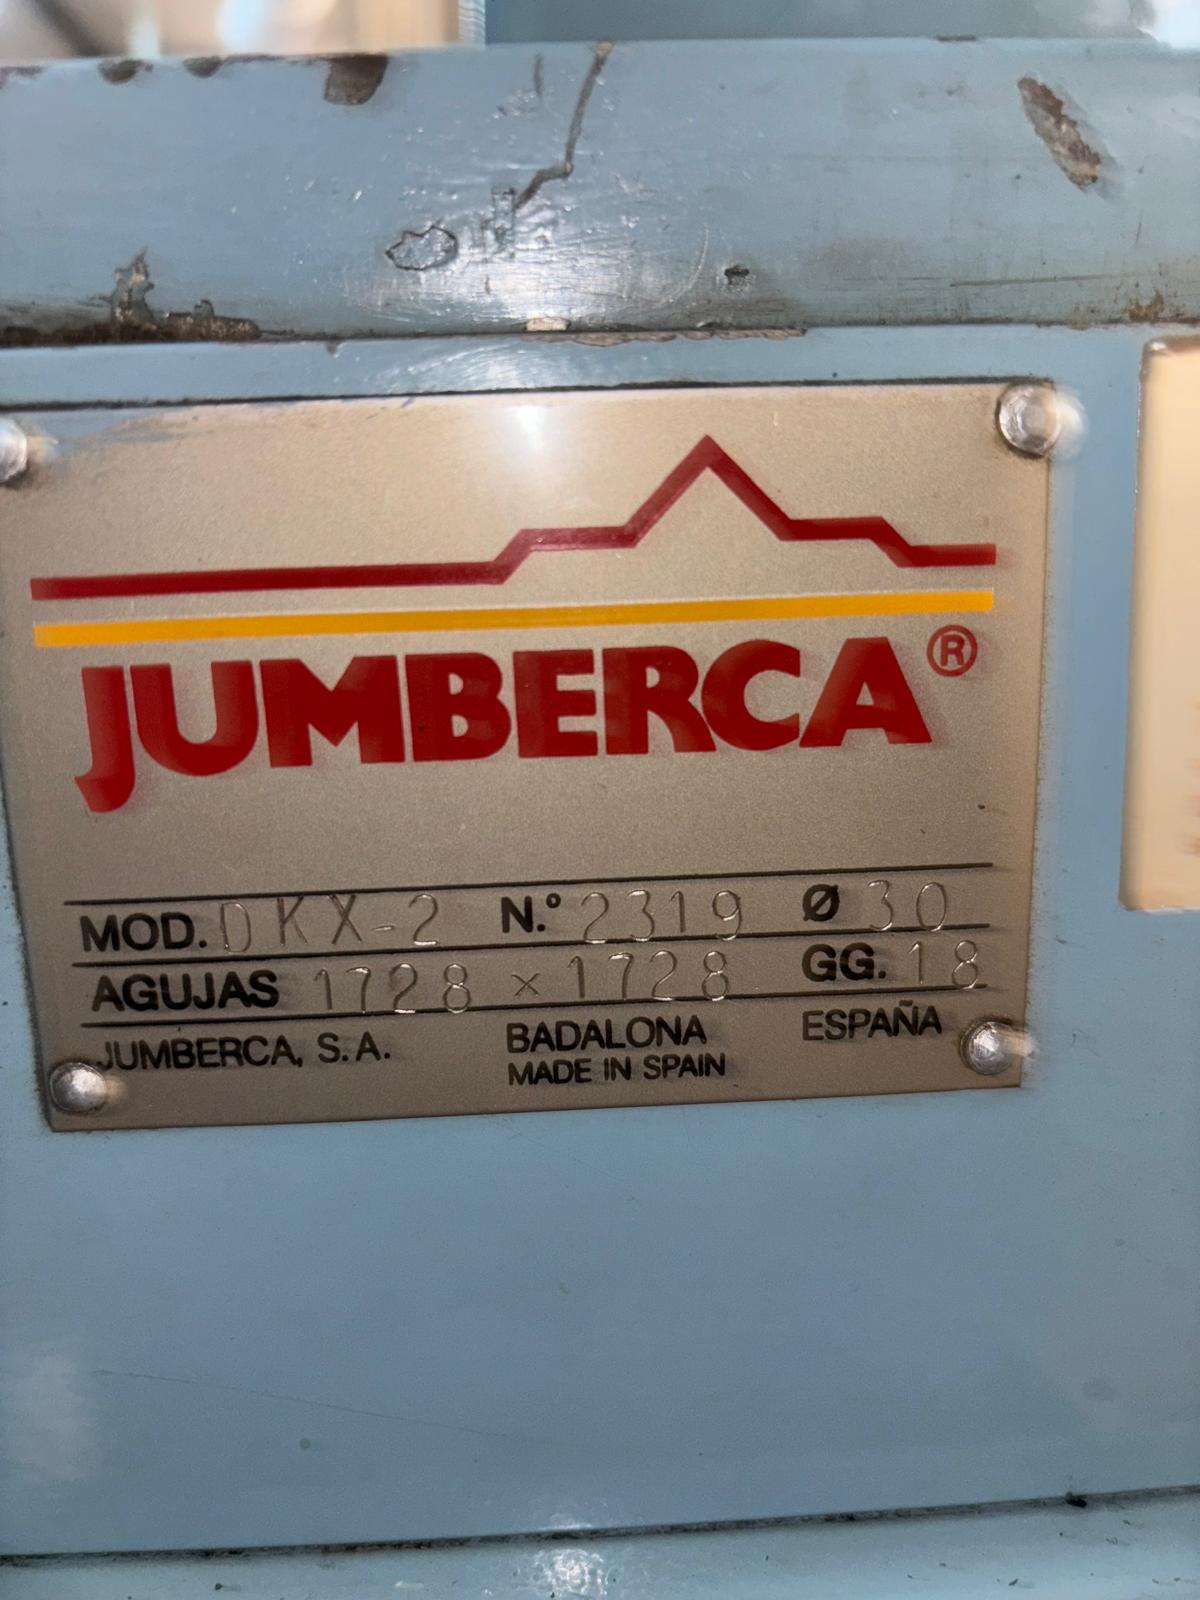 JUMBERCA®
MOD. DKX-2 N.º 2319 Ø 30
AGUJAS 1728 × 1728 GG. 18
JUMBERCA, S.A. BADALONA ESPAÑA
MADE IN SPAIN